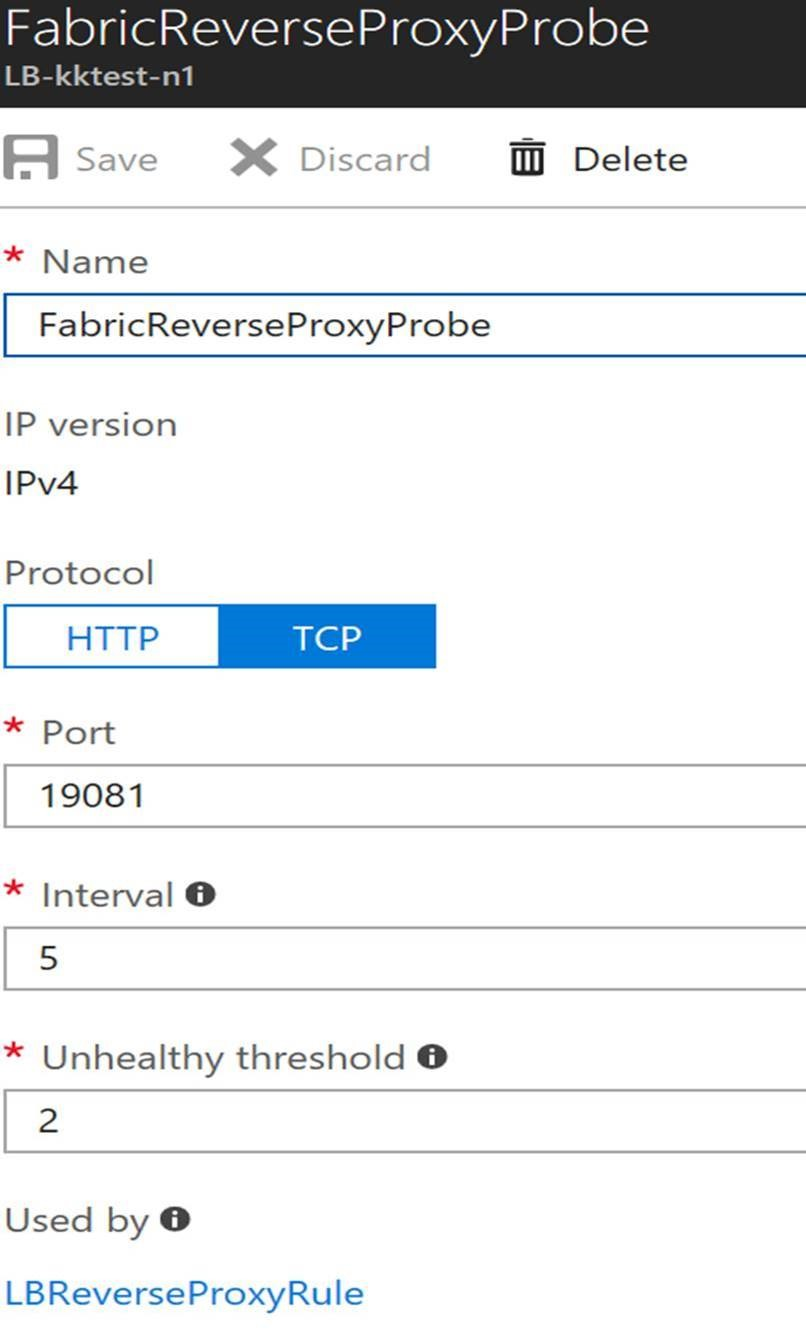 FabricReverseProxyProbe
LB-kktest-n1
Save Discard Delete
* Name
FabricReverseProxyProbe
IP version
IPv4
Protocol
HTTP TCP
* Port
19081
* Interval
5
* Unhealthy threshold
2
Used by
LBReverseProxyRule